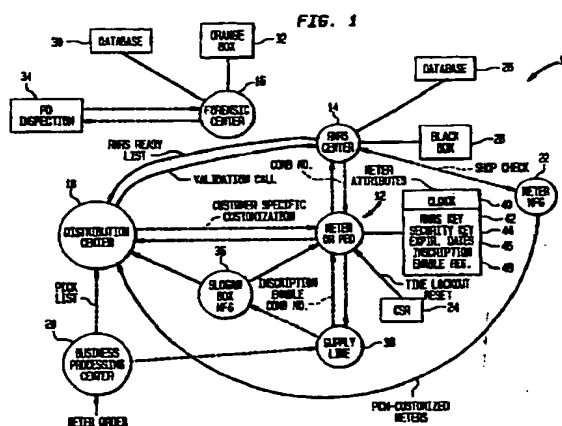 FIG. 1
30
DATABASE
ORANGE
BOX
32
DATABASE
26
34
PO
INSPECTION
16
FORENSIC
CENTER
14
RMRS
CENTER
BLACK
BOX
28
RMRS READY
LIST
VALIDATION CALL
COMB NO.
METER
ATTRIBUTES
SHOP CHECK
22
METER
MFG
18
DISTRIBUTION
CENTER
CUSTOMER SPECIFIC
CUSTOMIZATION
12
METER
OR PED
CLOCK
40
RMRS KEY
42
SECURITY KEY
44
EXPIR. DATES
45
INSCRIPTION
ENABLE REG.
48
36
SLOGAN
BOX
MFG
INSCRIPTION
ENABLE
COMB NO.
TIME LOCKOUT
RESET
CSR
24
PICK
LIST
20
BUSINESS
PROCESSING
CENTER
SUPPLY
LINE
38
METER ORDER
PCN-CUSTOMIZED
METERS